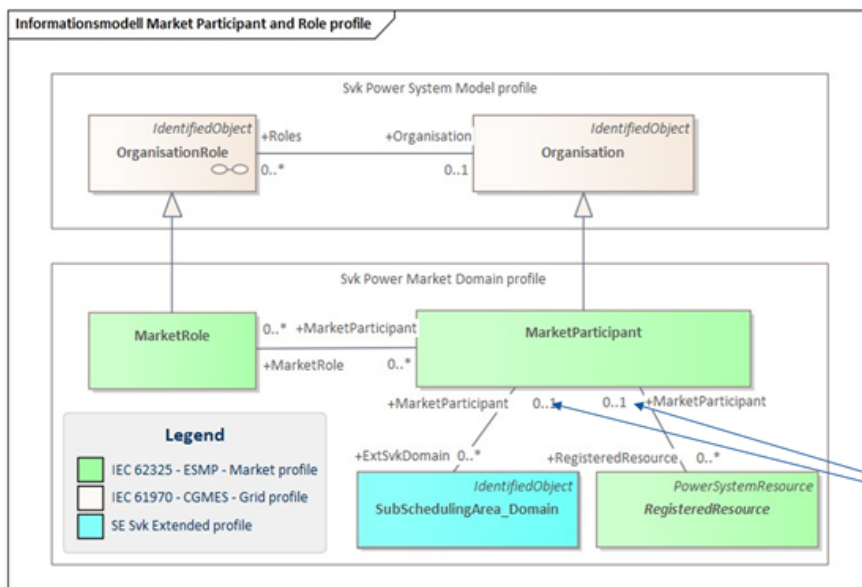 Informationsmodell Market Participant and Role profile
Svk Power System Model profile
IdentifiedObject
OrganisationRole
+Roles
0..*
+Organisation
0..1
IdentifiedObject
Organisation
Svk Power Market Domain profile
MarketRole
0..* +MarketParticipant
+MarketRole 0..*
MarketParticipant
+MarketParticipant 0..1
0..1 +MarketParticipant
+ExtSvkDomain 0..*
+RegisteredResource 0..*
IdentifiedObject
SubSchedulingArea_Domain
PowerSystemResource
RegisteredResource
Legend
IEC 62325 - ESMP - Market profile
IEC 61970 - CGMES - Grid profile
SE Svk Extended profile